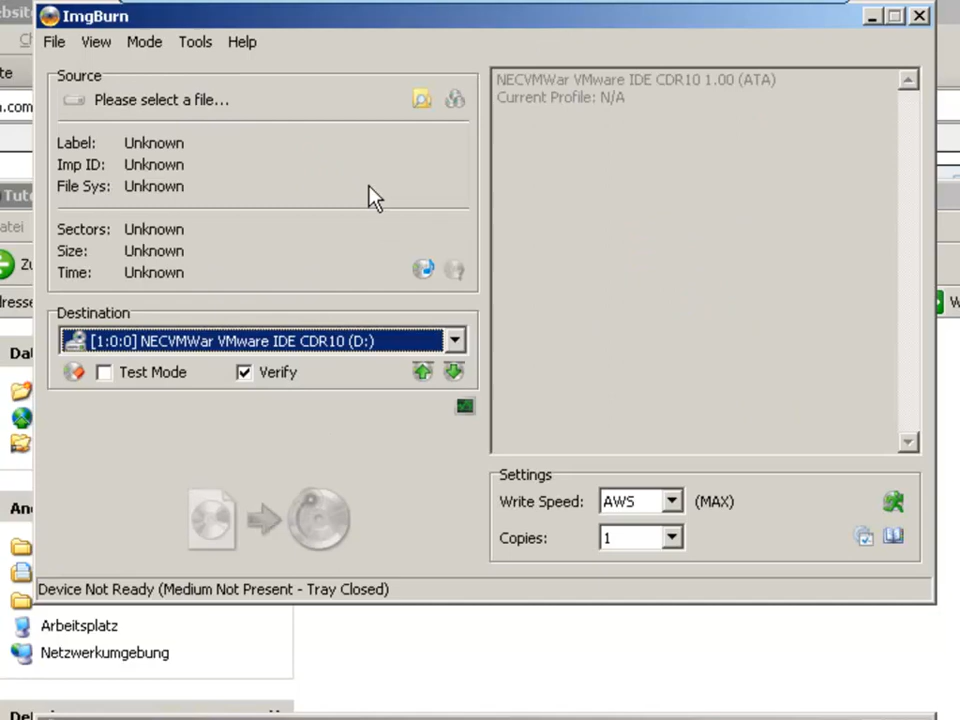 ImgBurn
File View Mode Tools Help
Source
Please select a file...
Label: Unknown
Imp ID: Unknown
File Sys: Unknown
Sectors: Unknown
Size: Unknown
Time: Unknown
Destination
[1:0:0] NECVMWar VMware IDE CDR10 (D:)
Test Mode Verify
NECVMWar VMware IDE CDR10 1.00 (ATA)
Current Profile: N/A
Settings
Write Speed: AWS (MAX)
Copies: 1
Device Not Ready (Medium Not Present - Tray Closed)
Arbeitsplatz
Netzwerkumgebung